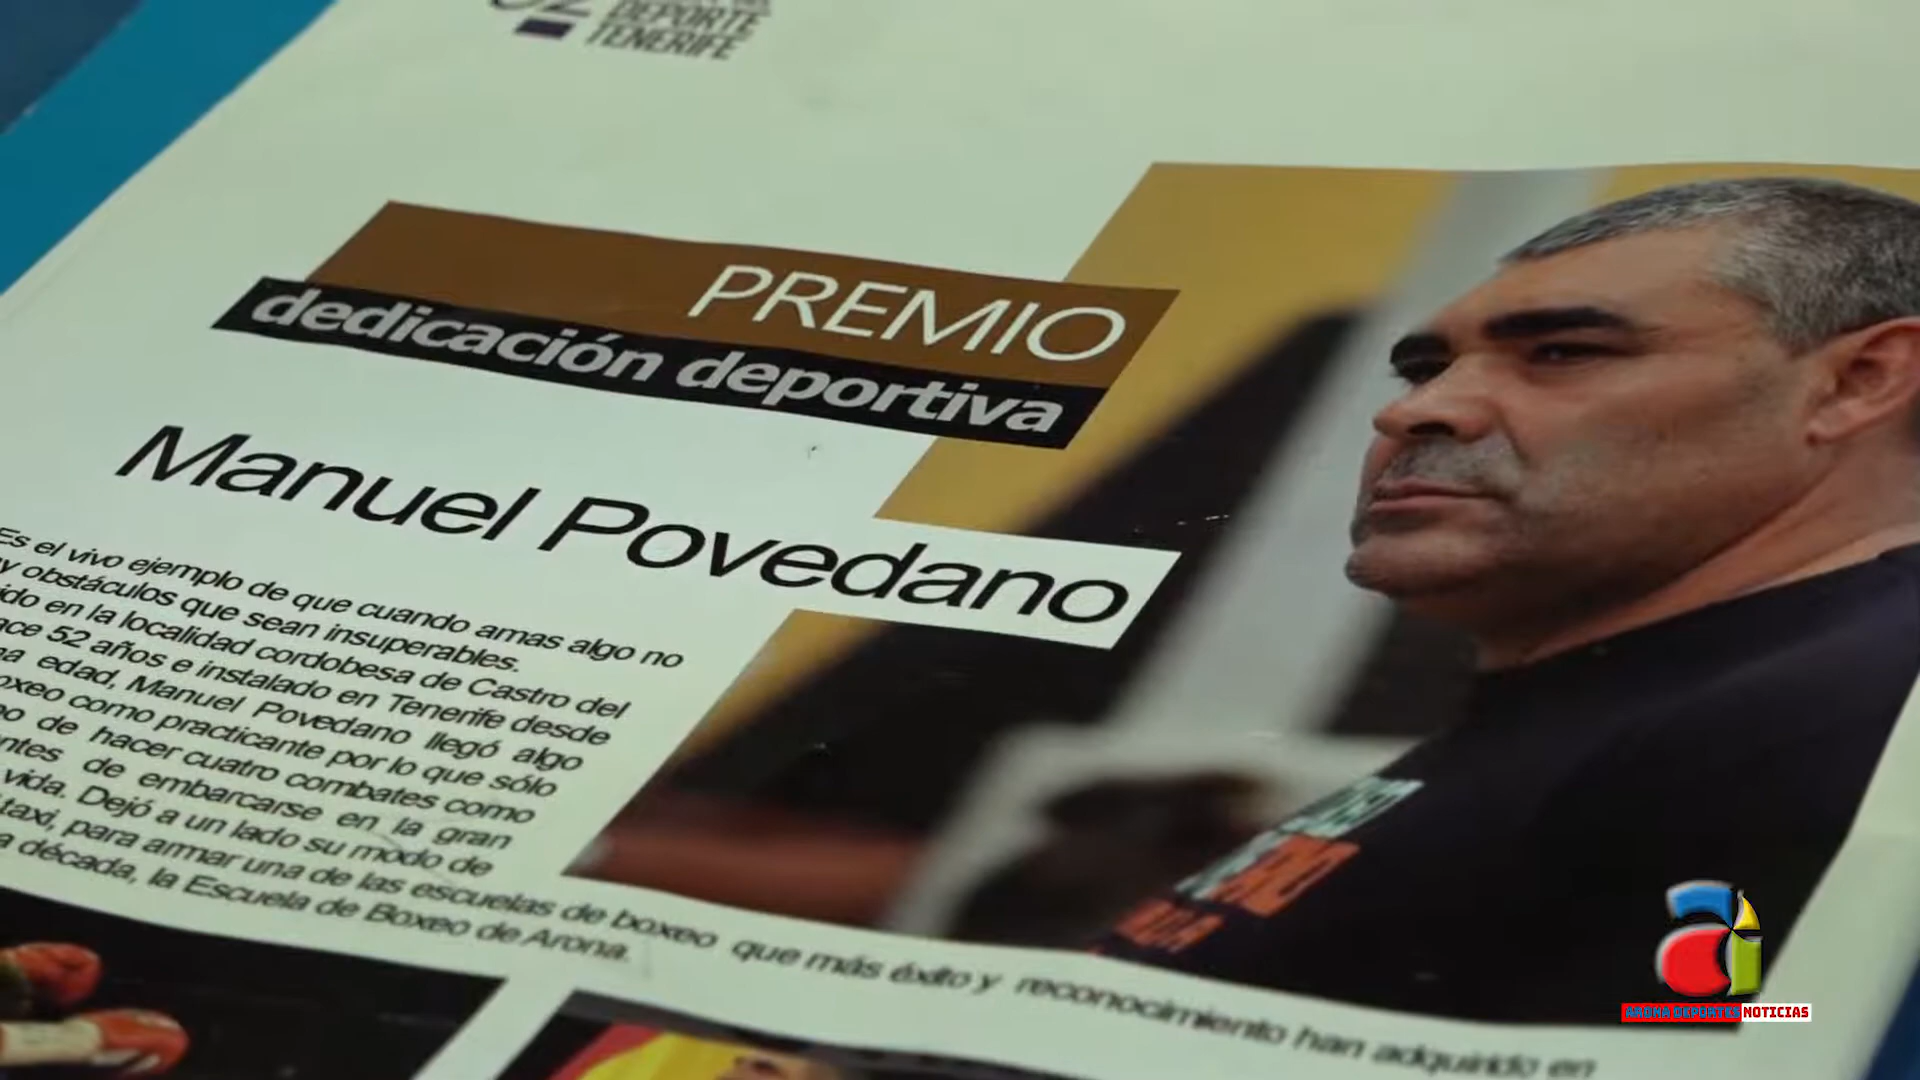 DEPORTE
TENERIFE
PREMIO
dedicación deportiva
Manuel Povedano
Es el vivo ejemplo de que cuando amas algo no
y obstáculos que sean insuperables.
ido en la localidad cordobesa de Castro del
ace 52 años e instalado en Tenerife desde
na edad, Manuel Povedano llegó algo
oxeo como practicante por lo que sólo
po de hacer cuatro combates como
ntes de embarcarse en la gran
vida. Dejó a un lado su modo de
taxi, para armar una de las escuelas de boxeo que más éxito y reconocimiento han adquirido en
a década, la Escuela de Boxeo de Arona.
ARONA DEPORTES NOTICIAS